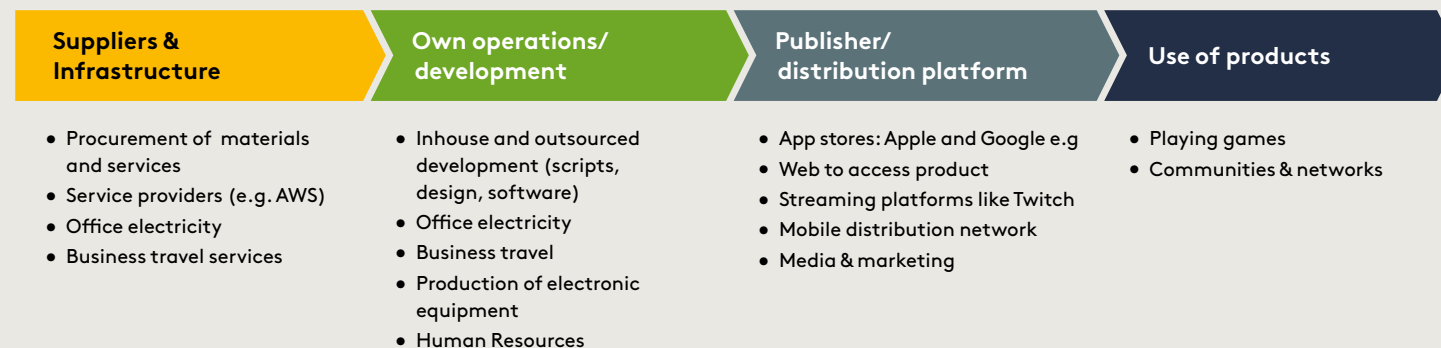 Suppliers &
Infrastructure
Own operations/
development
Publisher/
distribution platform
Use of products
• Procurement of materials
and services
• Service providers (e.g. AWS)
• Office electricity
• Business travel services
• Inhouse and outsourced
development (scripts,
design, software)
• Office electricity
• Business travel
• Production of electronic
equipment
• Human Resources
• App stores: Apple and Google e.g
• Web to access product
• Streaming platforms like Twitch
• Mobile distribution network
• Media & marketing
• Playing games
• Communities & networks